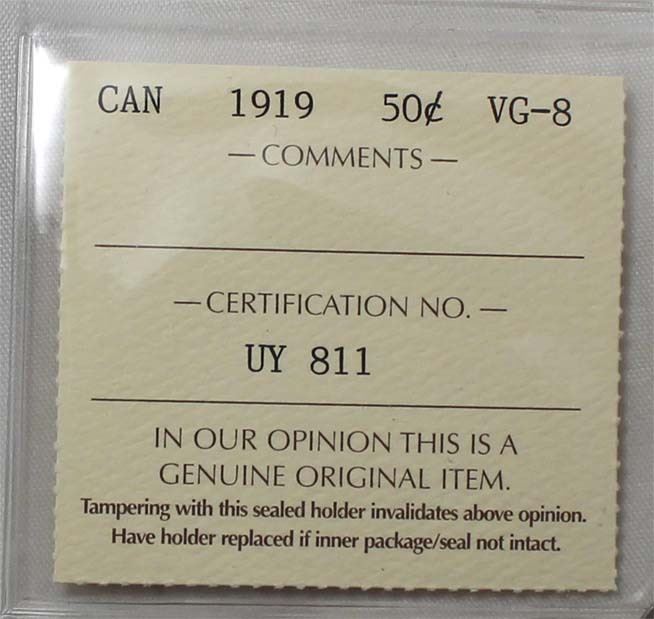 CAN 1919 50¢ VG-8
— COMMENTS —
— CERTIFICATION NO. —
UY 811
IN OUR OPINION THIS IS A
GENUINE ORIGINAL ITEM.
Tampering with this sealed holder invalidates above opinion.
Have holder replaced if inner package/seal not intact.